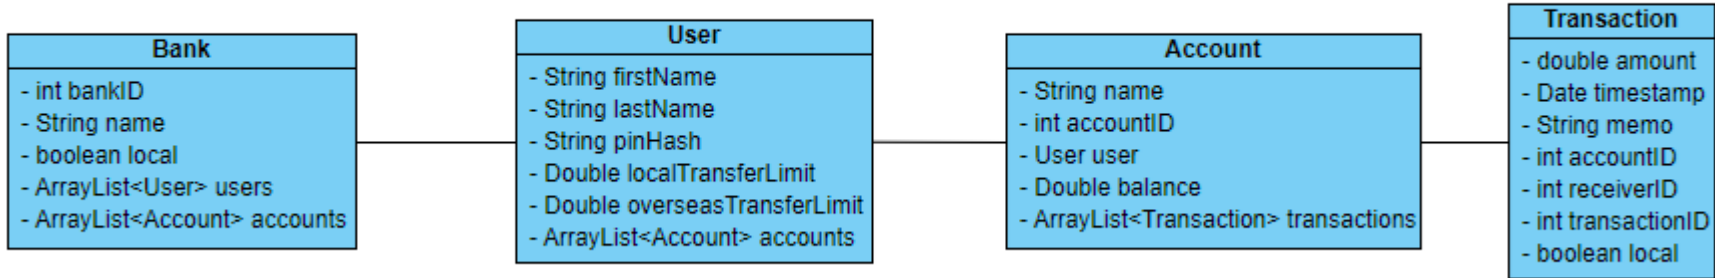 Bank
- int bankID
- String name
- boolean local
- ArrayList<User> users
- ArrayList<Account> accounts
User
- String firstName
- String lastName
- String pinHash
- Double localTransferLimit
- Double overseasTransferLimit
- ArrayList<Account> accounts
Account
- String name
- int accountID
- User user
- Double balance
- ArrayList<Transaction> transactions
Transaction
- double amount
- Date timestamp
- String memo
- int accountID
- int receiverID
- int transactionID
- boolean local